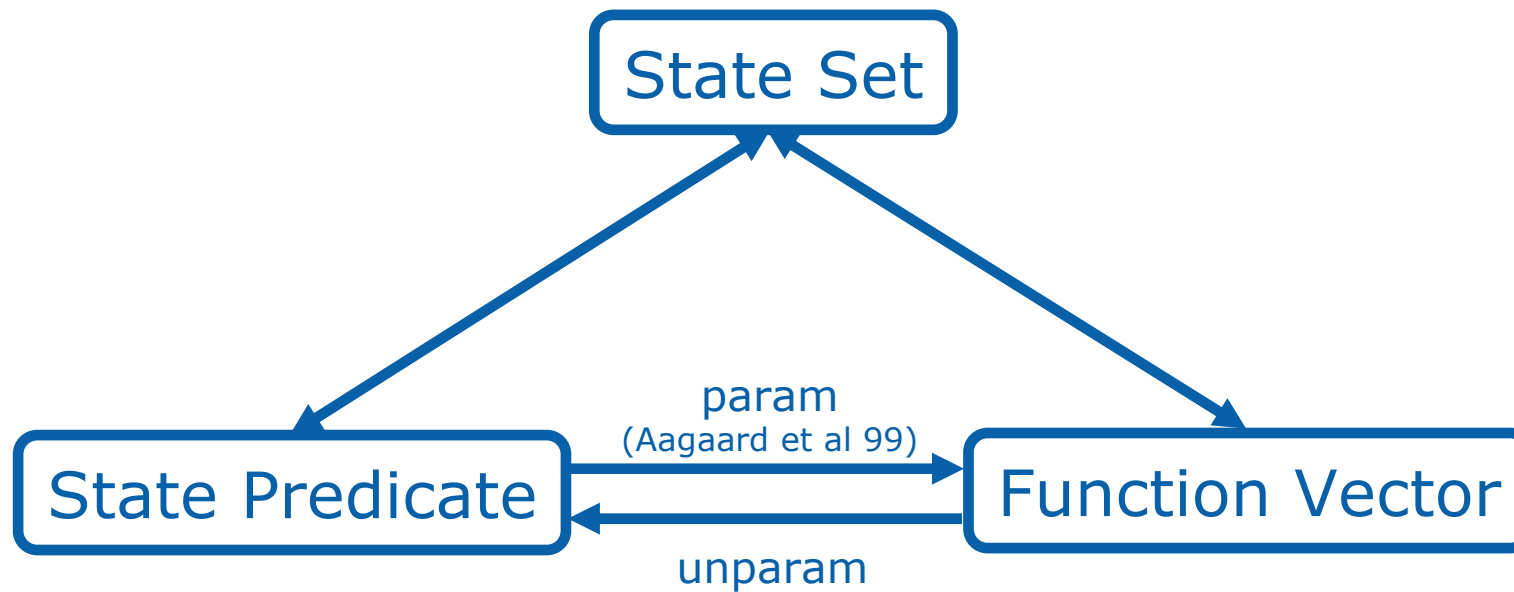 State Set
param
(Aagaard et al 99)
State Predicate
Function Vector
unparam